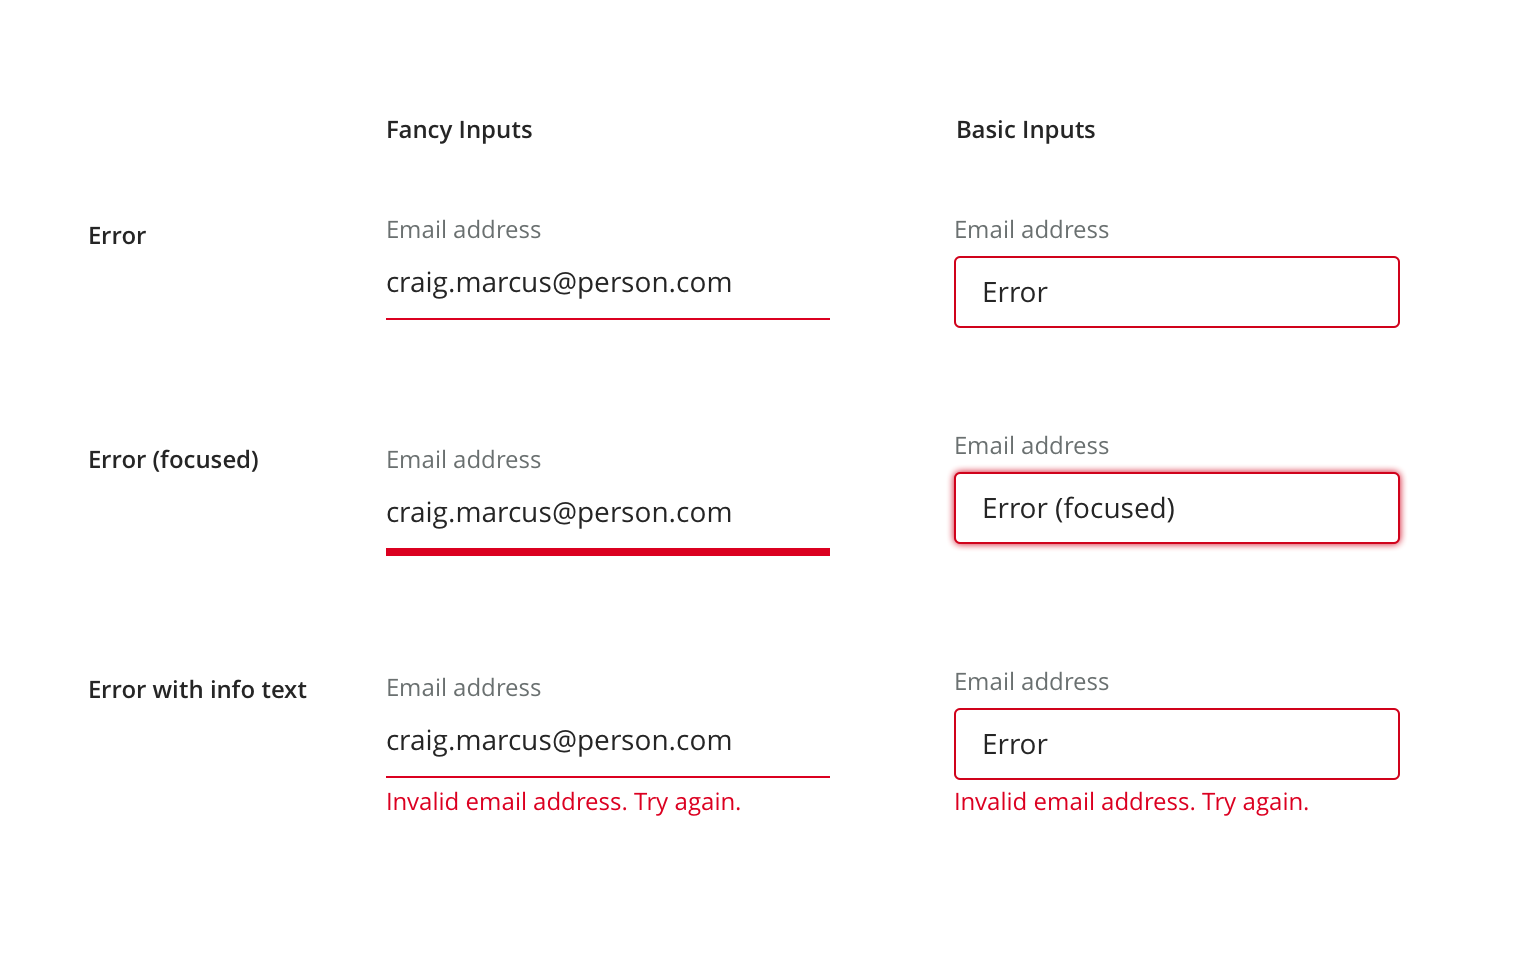 Fancy Inputs
Basic Inputs
Error
Email address
craig.marcus@person.com
Email address
Error
Error (focused)
Email address
craig.marcus@person.com
Email address
Error (focused)
Error with info text
Email address
craig.marcus@person.com
Invalid email address. Try again.
Email address
Error
Invalid email address. Try again.